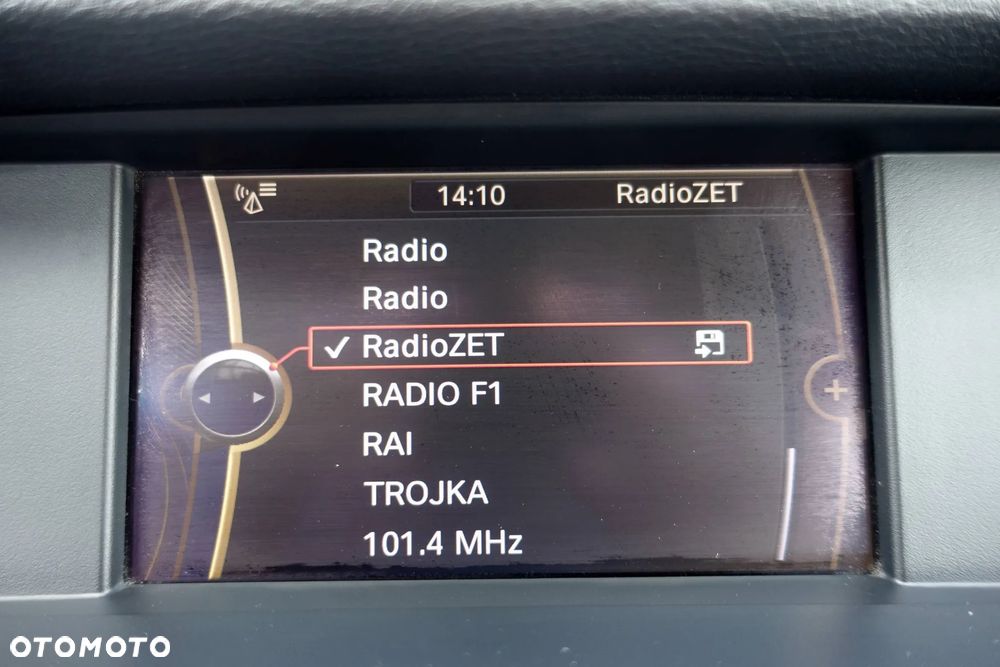 14:10 RadioZET
Radio
Radio
RadioZET
RADIO F1
RAI
TROJKA
101.4 MHz
OTOMOTO